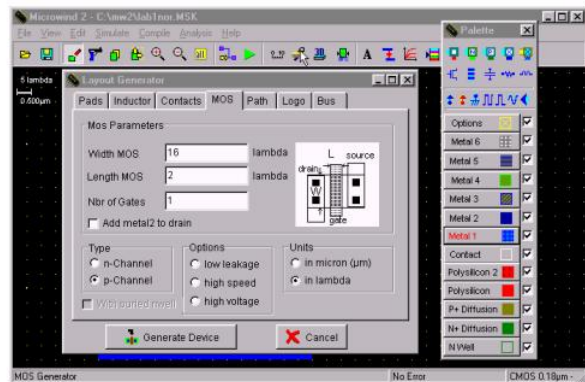 Microwind 2 - C:\mw2\lab1nor.MSK
File View Edit Simulate Compile Analysis Help
5 lambda
0.500µm
Layout Generator
Pads Inductor Contacts MOS Path Logo Bus
Mos Parameters
Width MOS 16 lambda
Length MOS 2 lambda
Nbr of Gates 1
Add metal2 to drain
L
drain source
W
gate
Type
n-Channel
p-Channel
With buried nwell
Options
low leakage
high speed
high voltage
Units
in micron (µm)
in lambda
Generate Device Cancel
Palette
Options
Metal 6
Metal 5
Metal 4
Metal 3
Metal 2
Metal 1
Contact
Polysilicon 2
Polysilicon
P+ Diffusion
N+ Diffusion
N Well
MOS Generator No Error CMOS 0.18µm -